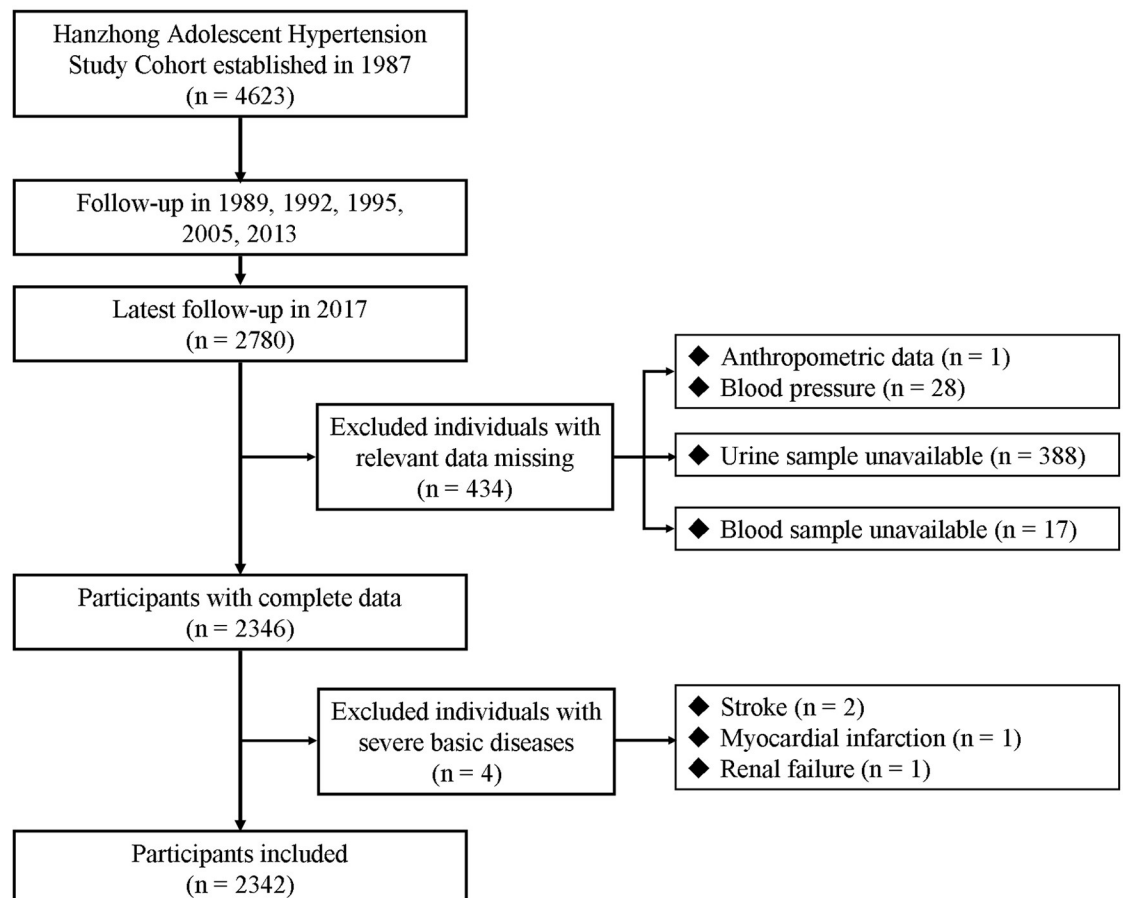 Hanzhong Adolescent Hypertension
Study Cohort established in 1987
(n = 4623)
Follow-up in 1989, 1992, 1995,
2005, 2013
Latest follow-up in 2017
(n = 2780)
Excluded individuals with
relevant data missing
(n = 434)
◆ Anthropometric data (n = 1)
◆ Blood pressure (n = 28)
◆ Urine sample unavailable (n = 388)
◆ Blood sample unavailable (n = 17)
Participants with complete data
(n = 2346)
Excluded individuals with
severe basic diseases
(n = 4)
◆ Stroke (n = 2)
◆ Myocardial infarction (n = 1)
◆ Renal failure (n = 1)
Participants included
(n = 2342)